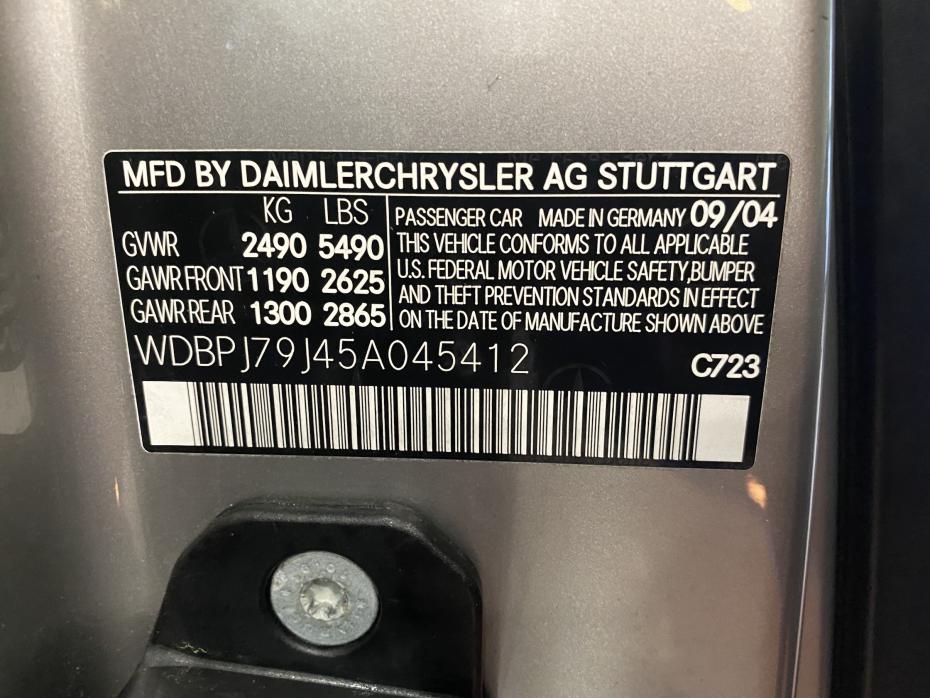 MFD BY DAIMLERCHRYSLER AG STUTTGART
KG LBS
GVWR 2490 5490
GAWR FRONT 1190 2625
GAWR REAR 1300 2865
PASSENGER CAR MADE IN GERMANY 09/04
THIS VEHICLE CONFORMS TO ALL APPLICABLE
U.S. FEDERAL MOTOR VEHICLE SAFETY,BUMPER
AND THEFT PREVENTION STANDARDS IN EFFECT
ON THE DATE OF MANUFACTURE SHOWN ABOVE
WDBPJ79J45A045412
C723